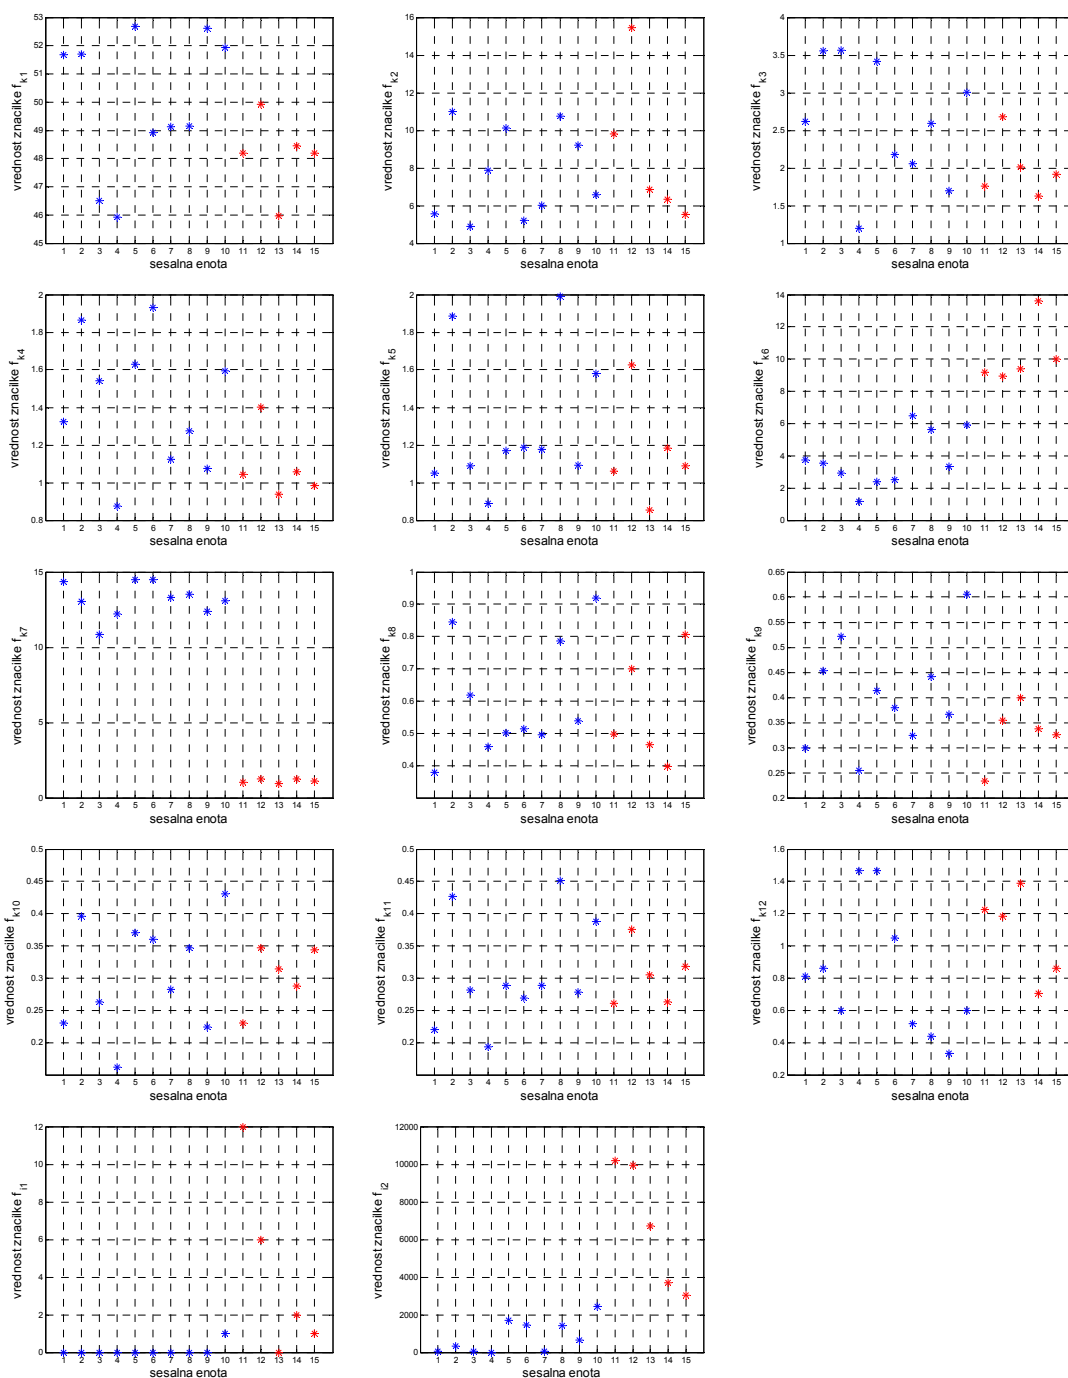 53
52
51
50
49
48
47
46
45
vrednost znacilke f k1
1 2 3 4 5 6 7 8 9 10 11 12 13 14 15
sesalna enota
16
14
12
10
8
6
4
vrednost znacilke f k2
1 2 3 4 5 6 7 8 9 10 11 12 13 14 15
sesalna enota
4
3.5
3
2.5
2
1.5
1
vrednost znacilke f k3
1 2 3 4 5 6 7 8 9 10 11 12 13 14 15
sesalna enota
2
1.8
1.6
1.4
1.2
1
0.8
vrednost znacilke f k4
1 2 3 4 5 6 7 8 9 10 11 12 13 14 15
sesalna enota
2
1.8
1.6
1.4
1.2
1
0.8
vrednost znacilke f k5
1 2 3 4 5 6 7 8 9 10 11 12 13 14 15
sesalna enota
14
12
10
8
6
4
2
0
vrednost znacilke f k6
1 2 3 4 5 6 7 8 9 10 11 12 13 14 15
sesalna enota
15
10
5
0
vrednost znacilke f k7
1 2 3 4 5 6 7 8 9 10 11 12 13 14 15
sesalna enota
1
0.9
0.8
0.7
0.6
0.5
0.4
vrednost znacilke f k8
1 2 3 4 5 6 7 8 9 10 11 12 13 14 15
sesalna enota
0.65
0.6
0.55
0.5
0.45
0.4
0.35
0.3
0.25
0.2
vrednost znacilke f k9
1 2 3 4 5 6 7 8 9 10 11 12 13 14 15
sesalna enota
0.5
0.45
0.4
0.35
0.3
0.25
0.2
vrednost znacilke f k10
1 2 3 4 5 6 7 8 9 10 11 12 13 14 15
sesalna enota
0.5
0.45
0.4
0.35
0.3
0.25
0.2
vrednost znacilke f k11
1 2 3 4 5 6 7 8 9 10 11 12 13 14 15
sesalna enota
1.6
1.4
1.2
1
0.8
0.6
0.4
0.2
vrednost znacilke f k12
1 2 3 4 5 6 7 8 9 10 11 12 13 14 15
sesalna enota
12
10
8
6
4
2
0
vrednost znacilke f i1
1 2 3 4 5 6 7 8 9 10 11 12 13 14 15
sesalna enota
12000
10000
8000
6000
4000
2000
0
vrednost znacilke f i2
1 2 3 4 5 6 7 8 9 10 11 12 13 14 15
sesalna enota